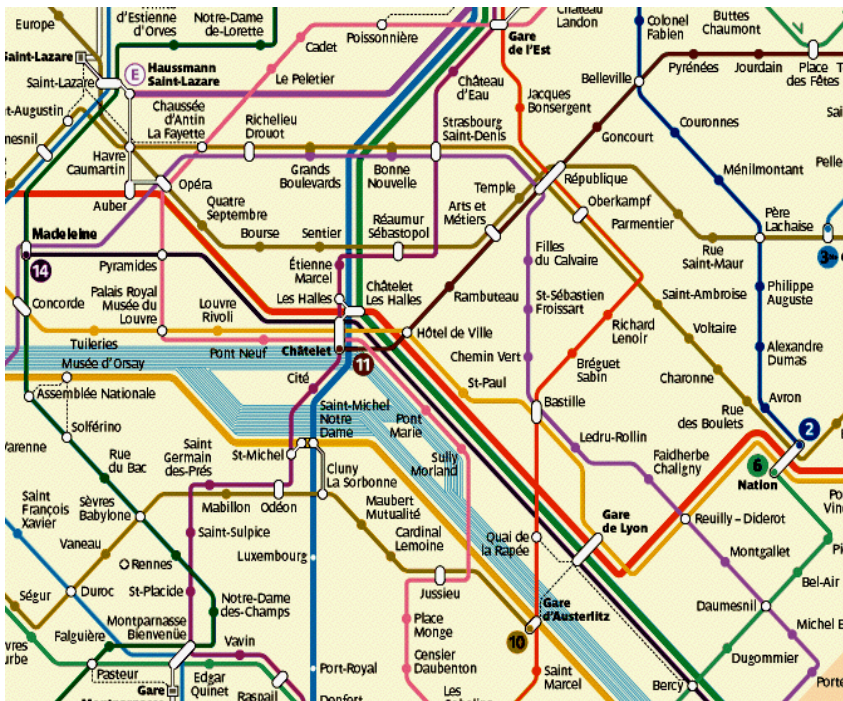 Europe
d'Estienne
d'Orves
Notre-Dame
de-Lorette
Poissonnière
Cadet
Château
Landon
Gare
de l'Est
Colonel
Fabien
Buttes
Chaumont
Saint-Lazare
Saint-Lazare
E
Haussmann
Saint-Lazare
Le Peletier
Château
d'Eau
Belleville
Pyrénées
Jourdain
Place
des Fêtes
Jacques
Bonsergent
Chaussée
d'Antin
La Fayette
Richelieu
Drouot
Strasbourg
Saint-Denis
Goncourt
Couronnes
Havre
Caumartin
Opéra
Grands
Boulevards
Bonne
Nouvelle
Temple
République
Ménilmontant
Auber
Quatre
Septembre
Réaumur
Sébastopol
Arts et
Métiers
Oberkampf
Parmentier
Père
Lachaise
Madeleine
14
Bourse
Sentier
Étienne
Marcel
Filles
du Calvaire
Rue
Saint-Maur
3bis
Pyramides
Palais Royal
Musée du
Louvre
Louvre
Rivoli
Les Halles
Châtelet
Les Halles
Rambuteau
St-Sébastien
Froissart
Saint-Ambroise
Philippe
Auguste
Concorde
Tuileries
Pont Neuf
Châtelet
11
Hôtel de Ville
Chemin Vert
Richard
Lenoir
Voltaire
Alexandre
Dumas
Musée d'Orsay
Assemblée Nationale
Cité
St-Paul
Bréguet
Sabin
Charonne
Avron
Solférino
Saint-Michel
Notre
Dame
Pont
Marie
Bastille
Rue
des Boulets
2
Varenne
Rue
du Bac
Saint
Germain
des-Prés
St-Michel
Cluny
La Sorbonne
Sully
Morland
Ledru-Rollin
Faidherbe
Chaligny
6
Nation
Saint
François
Xavier
Sèvres
Babylone
Mabillon
Odéon
Maubert
Mutualité
Gare
de Lyon
Reuilly – Diderot
Vaneau
Saint-Sulpice
Cardinal
Lemoine
Quai de
la Rapée
Montgallet
Rennes
Luxembourg
Bel-Air
Ségur
Duroc
St-Placide
Notre-Dame
des-Champs
Jussieu
Gare
d'Austerlitz
10
Daumesnil
Montparnasse
Bienvenüe
Falguière
Vavin
Place
Monge
Pasteur
Edgar
Quinet
Port-Royal
Censier
Daubenton
Saint
Marcel
Dugommier
Bercy
Gare
Raspail